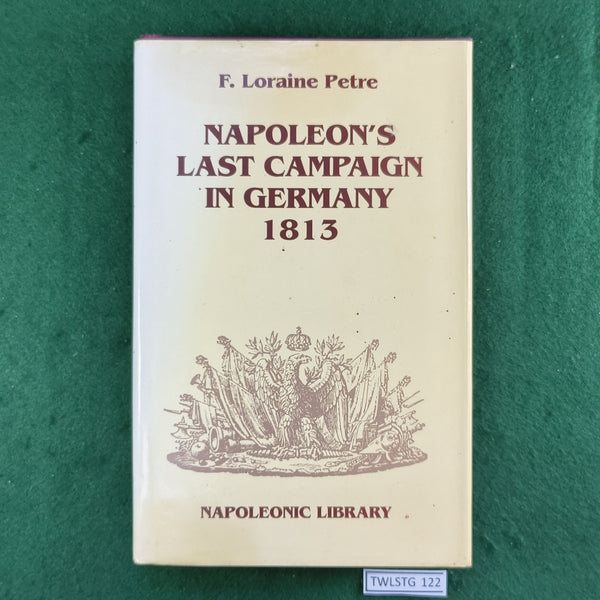 F. Loraine Petre
NAPOLEON'S
LAST CAMPAIGN
IN GERMANY
1813
NAPOLEONIC LIBRARY
TWLSTG 122